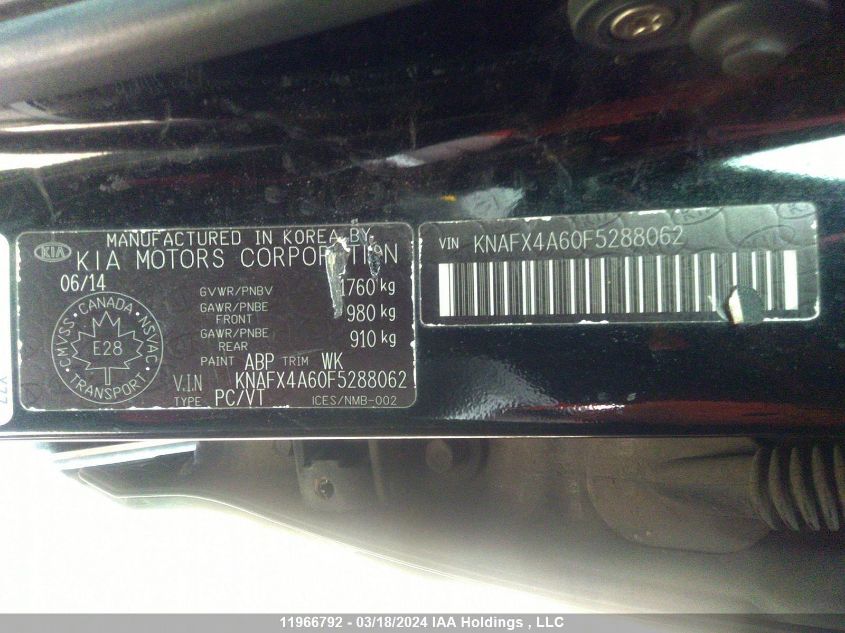 KIA
MANUFACTURED IN KOREA BY
KIA MOTORS CORPORATION
06/14
GVWR/PNBV 1760 kg
GAWR/PNBE FRONT 980 kg
GAWR/PNBE REAR 910 kg
PAINT ABP TRIM WK
V.I.N KNAFX4A60F5288062
TYPE PC/VT ICES/NMB-002
CANADA
CMVSS · NSVAC
E28
TRANSPORT
VIN KNAFX4A60F5288062
11966792 - 03/18/2024 IAA Holdings , LLC